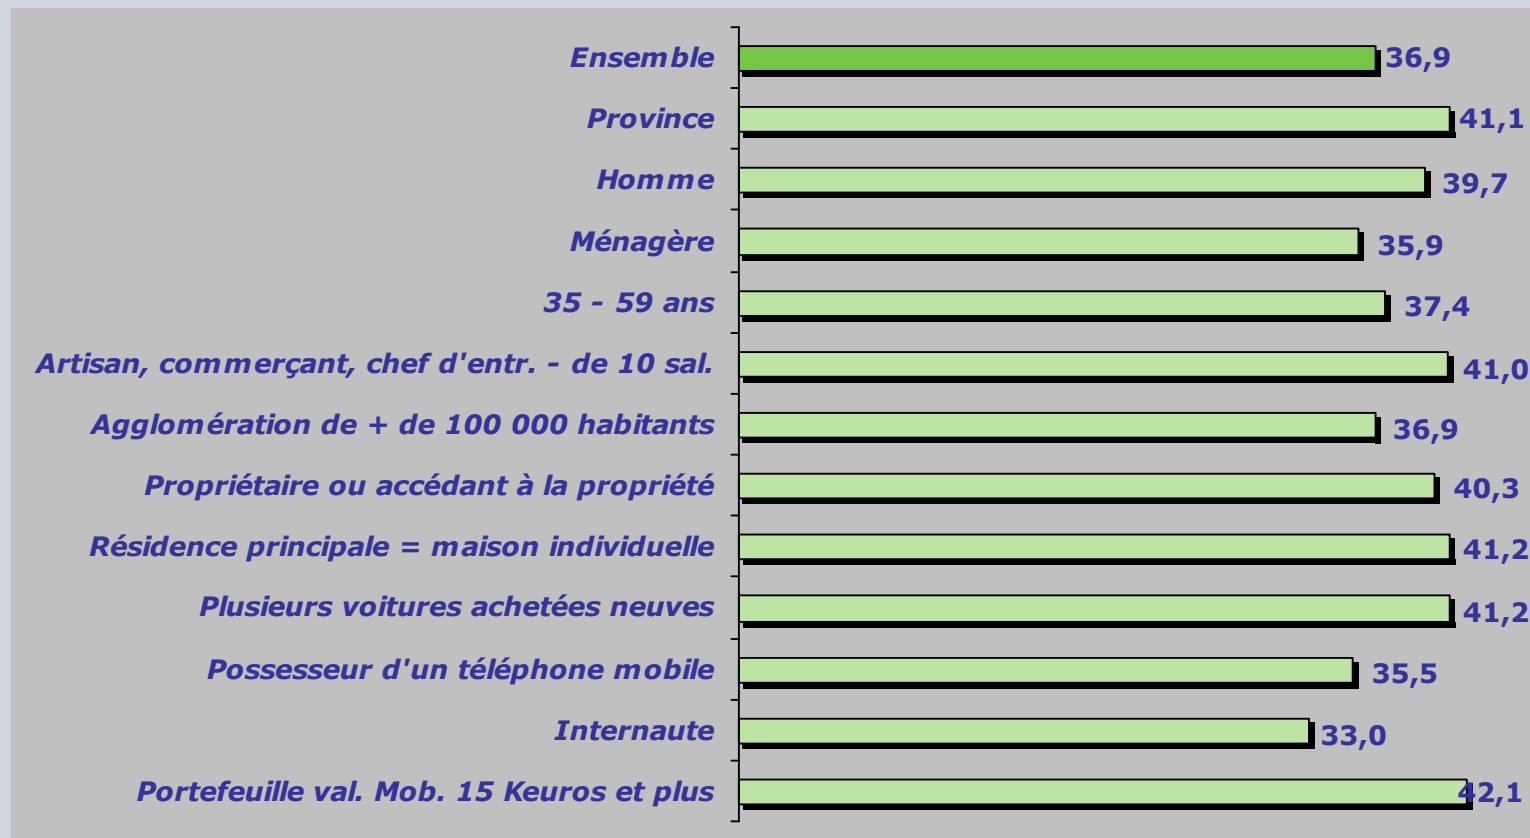 Ensemble 36,9
Province 41,1
Homme 39,7
Ménagère 35,9
35 - 59 ans 37,4
Artisan, commerçant, chef d'entr. - de 10 sal. 41,0
Agglomération de + de 100 000 habitants 36,9
Propriétaire ou accédant à la propriété 40,3
Résidence principale = maison individuelle 41,2
Plusieurs voitures achetées neuves 41,2
Possesseur d'un téléphone mobile 35,5
Internaute 33,0
Portefeuille val. Mob. 15 Keuros et plus 42,1